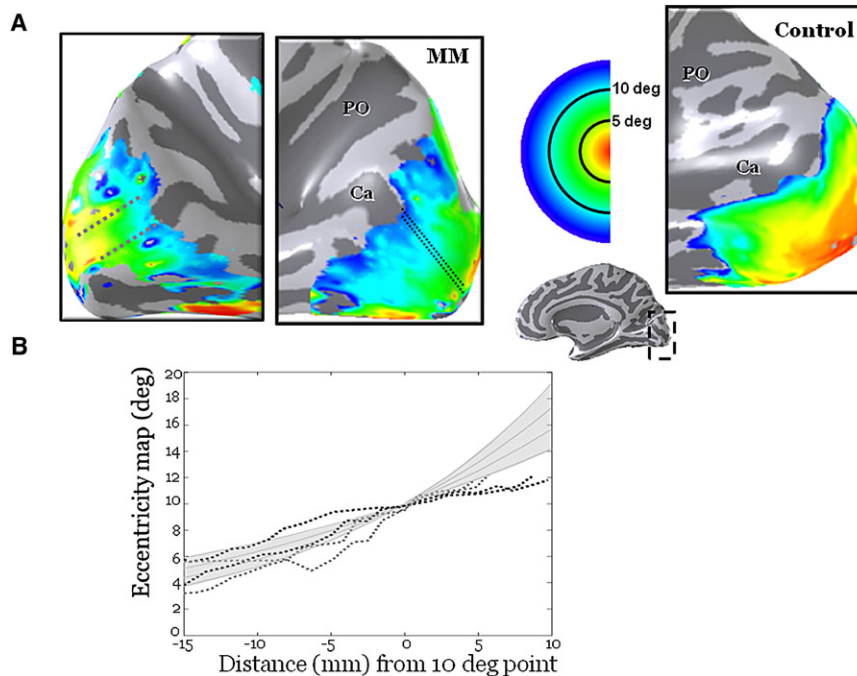 A
MM
PO
Ca
10 deg
5 deg
Control
PO
Ca
B
Eccentricity map (deg)
20
18
16
14
12
10
8
6
4
2
0
-15
-10
-5
0
5
10
Distance (mm) from 10 deg point